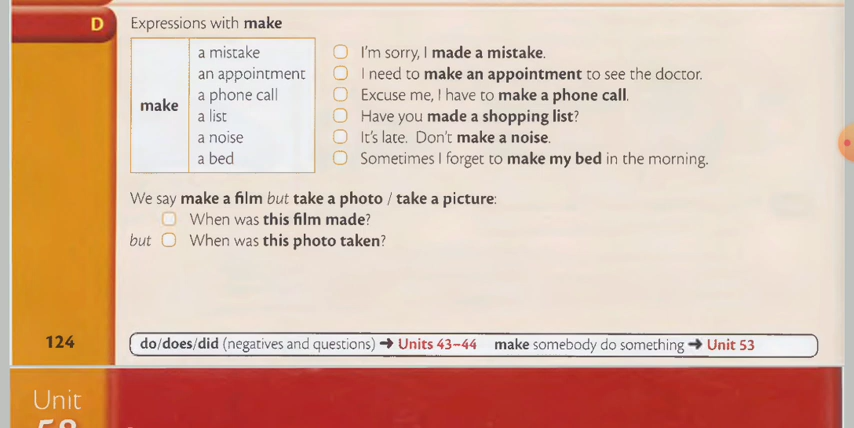 D Expressions with make
make
a mistake
an appointment
a phone call
a list
a noise
a bed
I'm sorry, I made a mistake.
I need to make an appointment to see the doctor.
Excuse me, I have to make a phone call.
Have you made a shopping list?
It's late. Don't make a noise.
Sometimes I forget to make my bed in the morning.
We say make a film but take a photo / take a picture:
When was this film made?
but When was this photo taken?
124
do/does/did (negatives and questions) ➜ Units 43–44 make somebody do something ➜ Unit 53
Unit
58